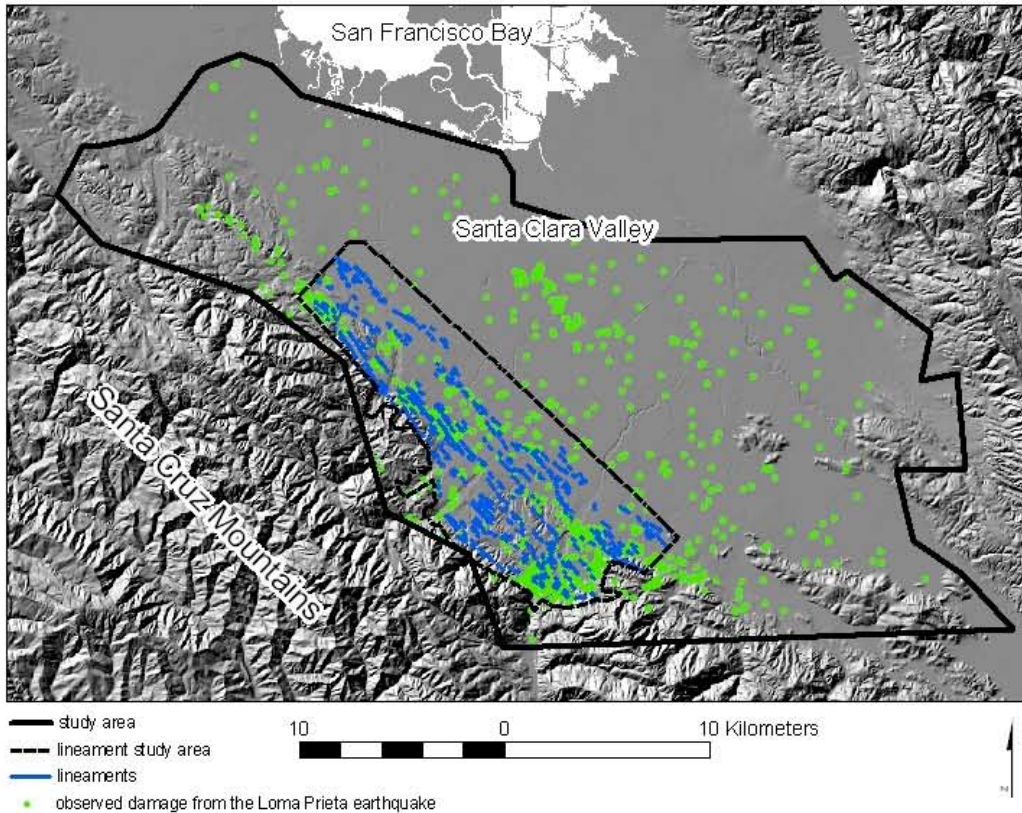 San Francisco Bay
Santa Clara Valley
Santa Cruz Mountains
study area
10 0 10 Kilometers
lineament study area
lineaments
observed damage from the Loma Prieta earthquake
N